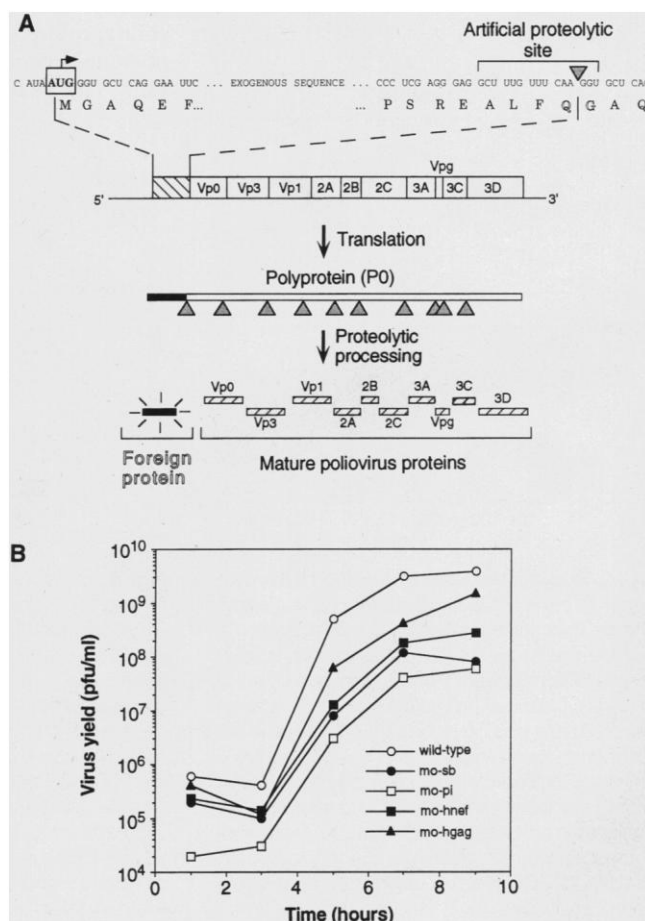 A
Artificial proteolytic
site
C AUA AUG GGU GCU CAG GAA UUC ... EXOGENOUS SEQUENCE ... CCC UCG AGG GAG GCU UUG UUU CAA GGU GCU CA
M G A Q E F... ... P S R E A L F Q G A Q
Vpg
Vp0 Vp3 Vp1 2A 2B 2C 3A 3C 3D
5' 3'
Translation
Polyprotein (P0)
Proteolytic
processing
Vp0 Vp1 2B 3A 3C 3D
Vp3 2A 2C Vpg
Foreign
protein
Mature poliovirus proteins
B
Virus yield (pfu/ml)
10^10
10^9
10^8
10^7
10^6
10^5
10^4
wild-type
mo-sb
mo-pi
mo-hnef
mo-hgag
0 2 4 6 8 10
Time (hours)